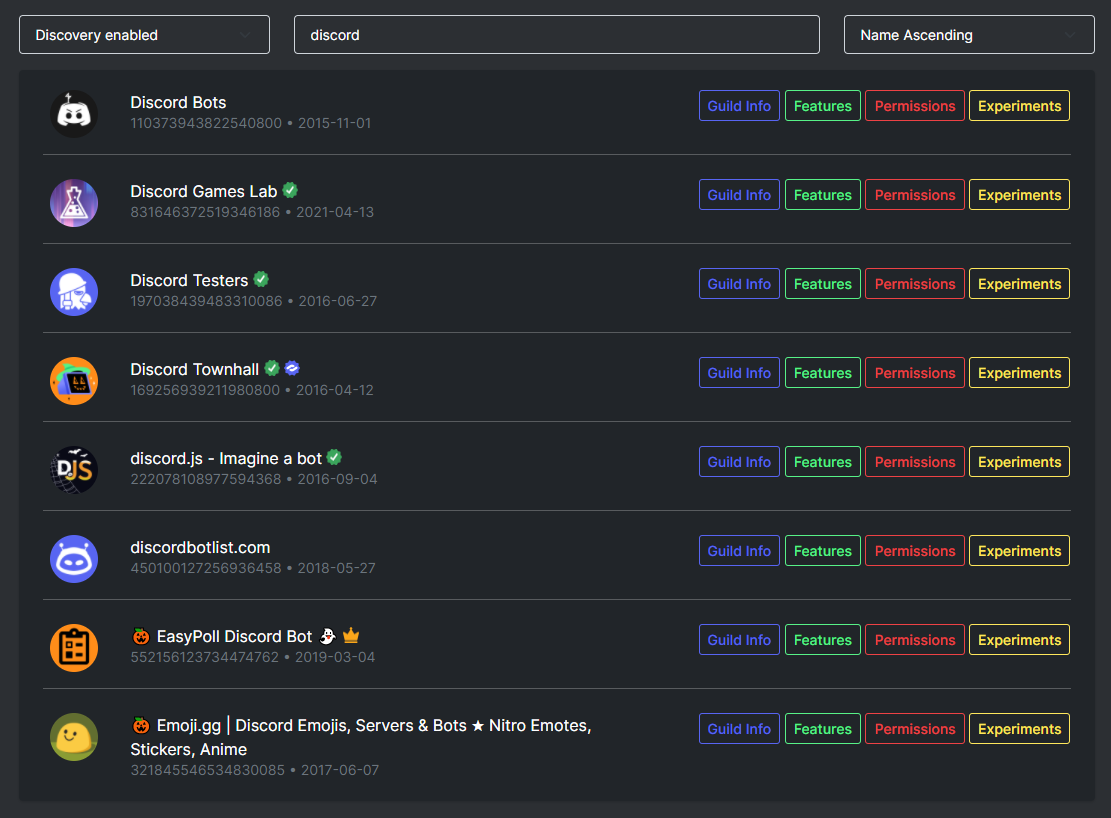 Discovery enabled
discord
Name Ascending
Discord Bots
110373943822540800 • 2015-11-01
Guild Info Features Permissions Experiments
Discord Games Lab
831646372519346186 • 2021-04-13
Guild Info Features Permissions Experiments
Discord Testers
197038439483310086 • 2016-06-27
Guild Info Features Permissions Experiments
Discord Townhall
169256939211980800 • 2016-04-12
Guild Info Features Permissions Experiments
DJS
discord.js - Imagine a bot
222078108977594368 • 2016-09-04
Guild Info Features Permissions Experiments
discordbotlist.com
450100127256936458 • 2018-05-27
Guild Info Features Permissions Experiments
🎃 EasyPoll Discord Bot 👻 👑
552156123734474762 • 2019-03-04
Guild Info Features Permissions Experiments
🎃 Emoji.gg | Discord Emojis, Servers & Bots ★ Nitro Emotes,
Stickers, Anime
321845546534830085 • 2017-06-07
Guild Info Features Permissions Experiments